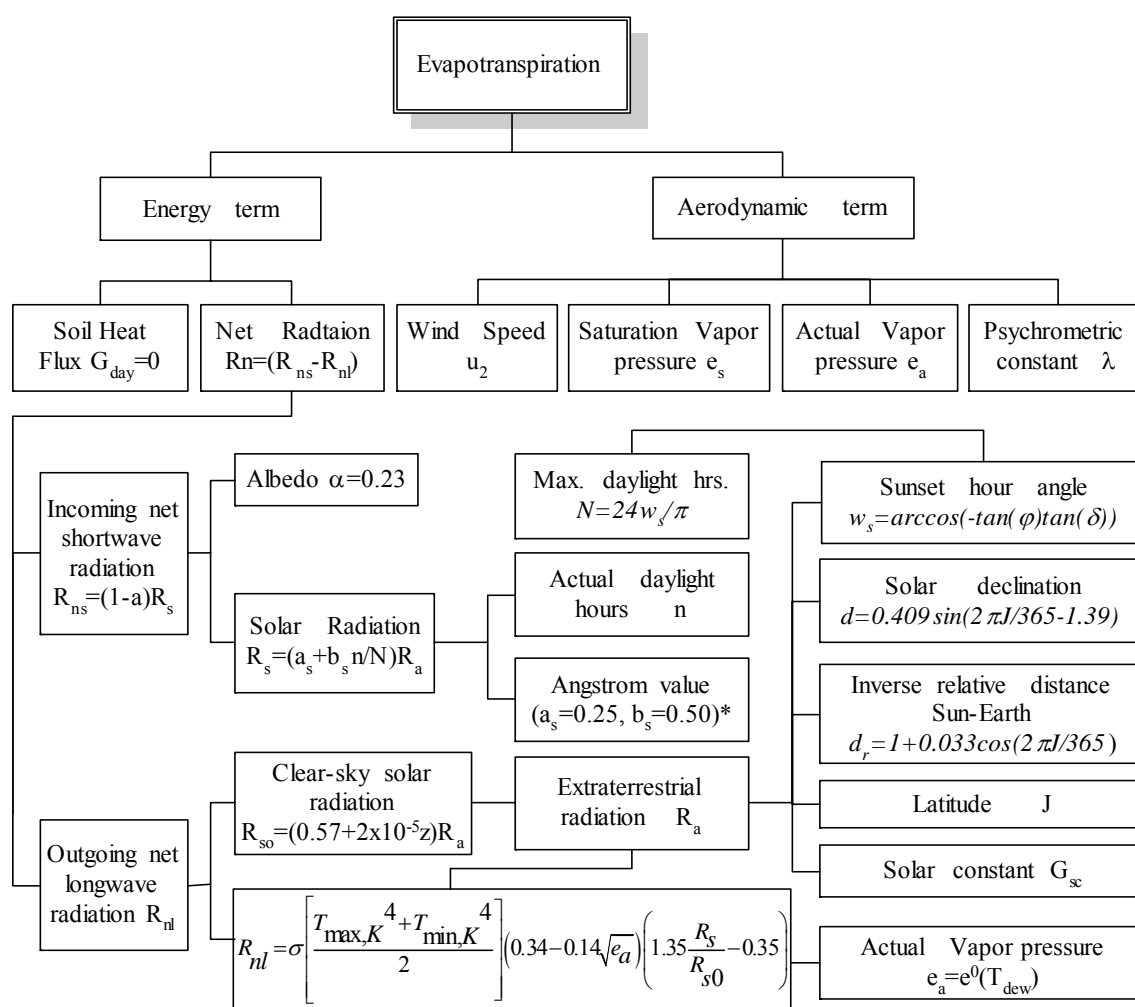 Evapotranspiration
Energy term
Aerodynamic term
Soil Heat
Flux G_day=0
Net Radtaion
Rn=(R_ns-R_nl)
Wind Speed
u_2
Saturation Vapor
pressure e_s
Actual Vapor
pressure e_a
Psychrometric
constant λ
Incoming net
shortwave
radiation
R_ns=(1-a)R_s
Albedo α=0.23
Solar Radiation
R_s=(a_s+b_s n/N)R_a
Max. daylight hrs.
N=24w_s/π
Actual daylight
hours n
Angstrom value
(a_s=0.25, b_s=0.50)*
Sunset hour angle
w_s=arccos(-tan(φ)tan(δ))
Solar declination
d=0.409sin(2πJ/365-1.39)
Inverse relative distance
Sun-Earth
d_r=1+0.033cos(2πJ/365)
Latitude J
Solar constant G_sc
Outgoing net
longwave
radiation R_nl
Clear-sky solar
radiation
R_so=(0.57+2x10^-5z)R_a
Extraterrestrial
radiation R_a
R_nl=σ[(T_max,K^4+T_min,K^4)/2](0.34-0.14√e_a)(1.35 R_s/R_s0-0.35)
Actual Vapor pressure
e_a=e^0(T_dew)